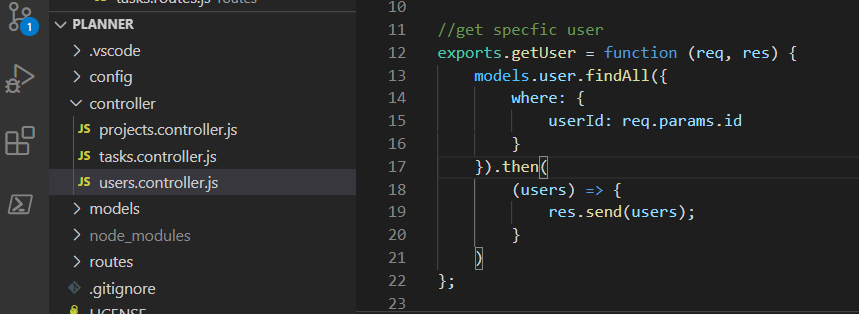 tasks.routes.js routes
1
PLANNER
.vscode
config
controller
JS projects.controller.js
JS tasks.controller.js
JS users.controller.js
models
node_modules
routes
.gitignore
LICENSE
10
11 //get specfic user
12 exports.getUser = function (req, res) {
13 models.user.findAll({
14 where: {
15 userId: req.params.id
16 }
17 }).then(
18 (users) => {
19 res.send(users);
20 }
21 )
22 };
23